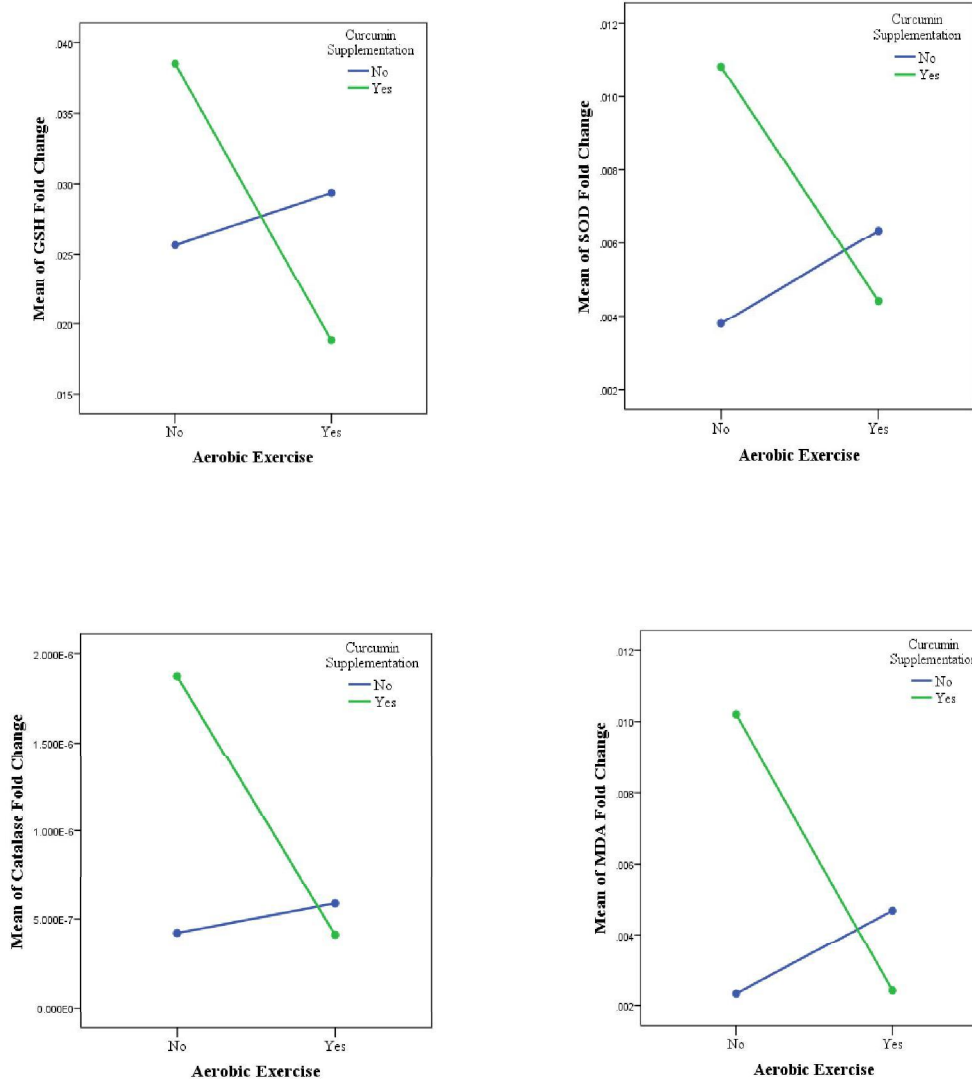 Curcumin
Supplementation
No
Yes
.040
.035
.030
.025
.020
.015
Mean of GSH Fold Change
No
Yes
Aerobic Exercise
Curcumin
Supplementation
No
Yes
.012
.010
.008
.006
.004
.002
Mean of SOD Fold Change
No
Yes
Aerobic Exercise
Curcumin
Supplementation
No
Yes
2.000E-6
1.500E-6
1.000E-6
5.000E-7
0.000E0
Mean of Catalase Fold Change
No
Yes
Aerobic Exercise
Curcumin
Supplementation
No
Yes
.012
.010
.008
.006
.004
.002
Mean of MDA Fold Change
No
Yes
Aerobic Exercise